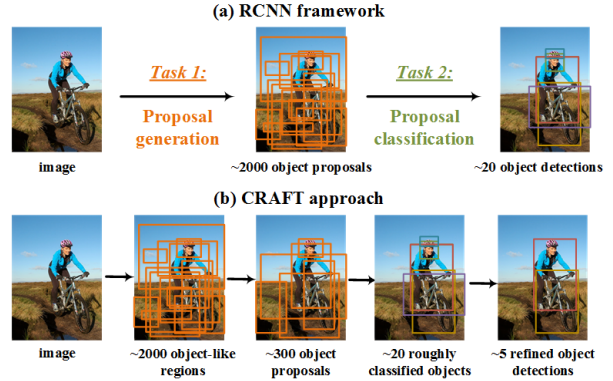 (a) RCNN framework
Task 1:
Proposal
generation
Task 2:
Proposal
classification
image
~2000 object proposals
~20 object detections
(b) CRAFT approach
image
~2000 object-like
regions
~300 object
proposals
~20 roughly
classified objects
~5 refined object
detections